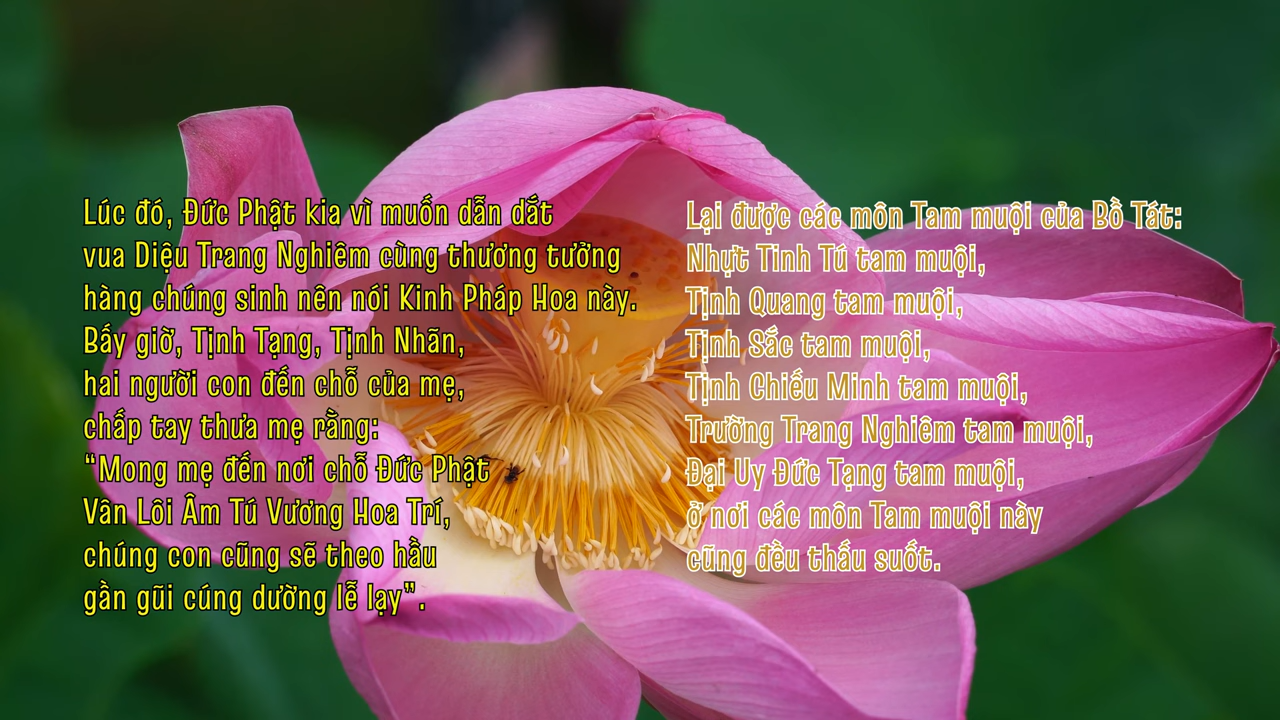 Lúc đó, Đức Phật kia vì muốn dẫn dắt
vua Diệu Trang Nghiêm cùng thương tưởng
hàng chúng sinh nên nói Kinh Pháp Hoa này.
Bấy giờ, Tịnh Tạng, Tịnh Nhãn,
hai người con đến chỗ của mẹ,
chấp tay thưa mẹ rằng:
“Mong mẹ đến nơi chỗ Đức Phật
Vân Lôi Âm Tú Vương Hoa Trí,
chúng con cũng sẽ theo hầu
gần gũi cúng dường lễ lạy”.
Lại được các môn Tam muội của Bồ Tát:
Nhựt Tinh Tú tam muội,
Tịnh Quang tam muội,
Tịnh Sắc tam muội,
Tịnh Chiếu Minh tam muội,
Trường Trang Nghiêm tam muội,
Đại Uy Đức Tạng tam muội,
ở nơi các môn Tam muội này
cũng đều thấu suốt.